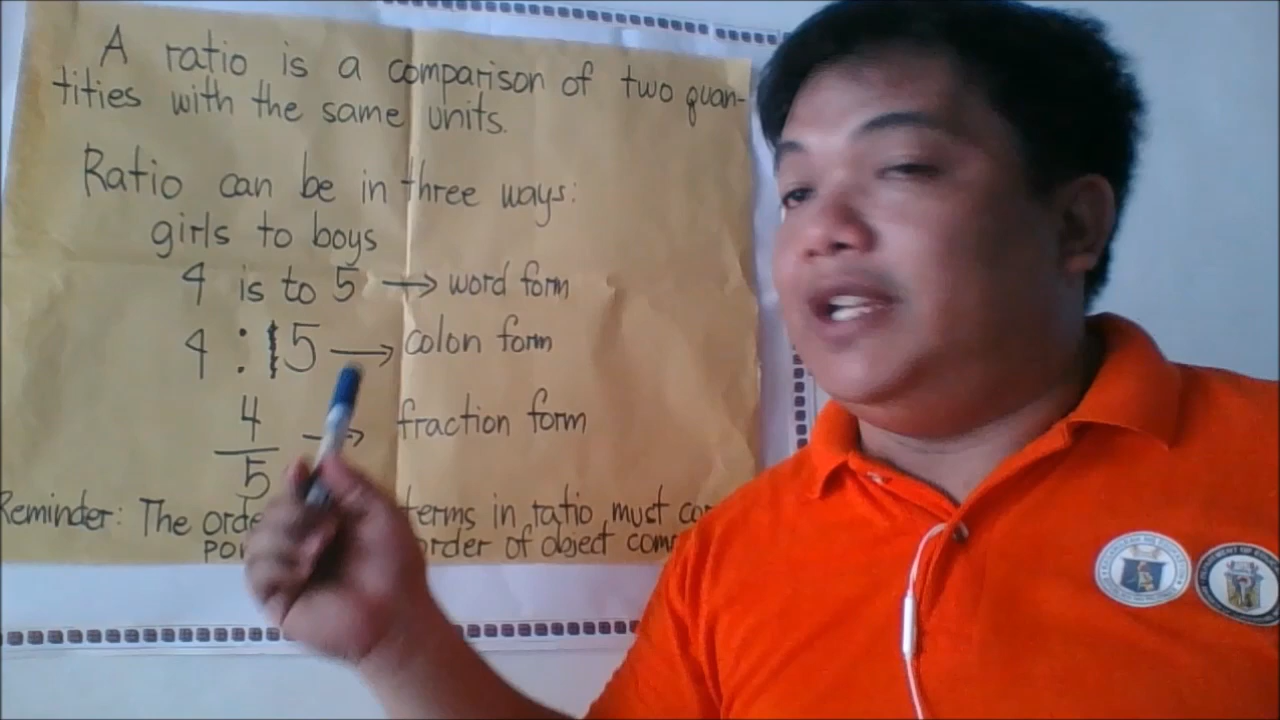 A ratio is a comparison of two quan-
tities with the same units.
Ratio can be in three ways:
girls to boys
4 is to 5 → word form
4 : 5 → colon form
4/5 → fraction form
Reminder: The terms in ratio must
order of object